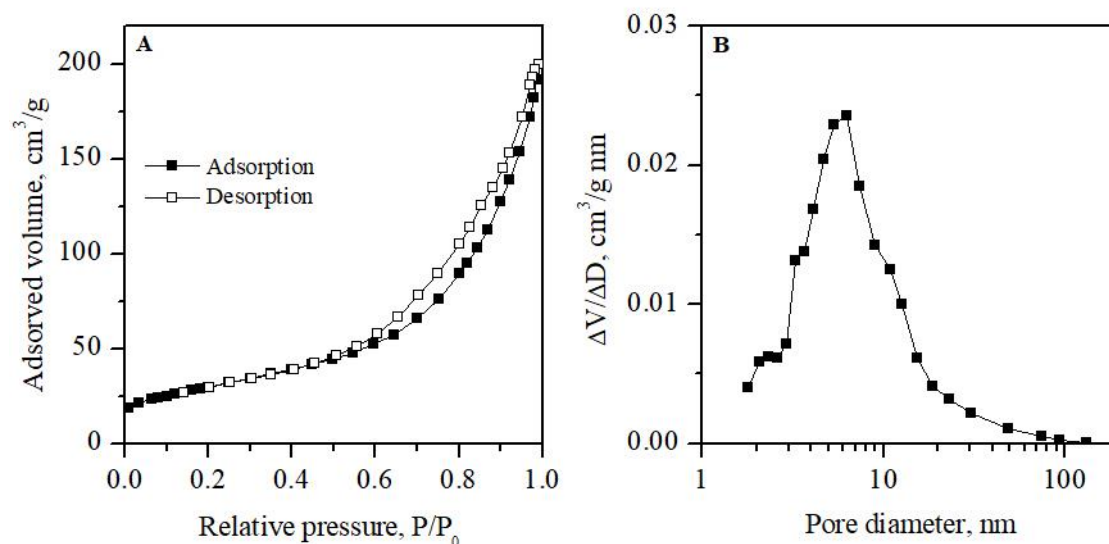 A
200
150
100
50
0
Adsorved volume, cm³/g
Adsorption
Desorption
0.0 0.2 0.4 0.6 0.8 1.0
Relative pressure, P/P₀
B
0.03
0.02
0.01
0.00
ΔV/ΔD, cm³/g nm
1 10 100
Pore diameter, nm